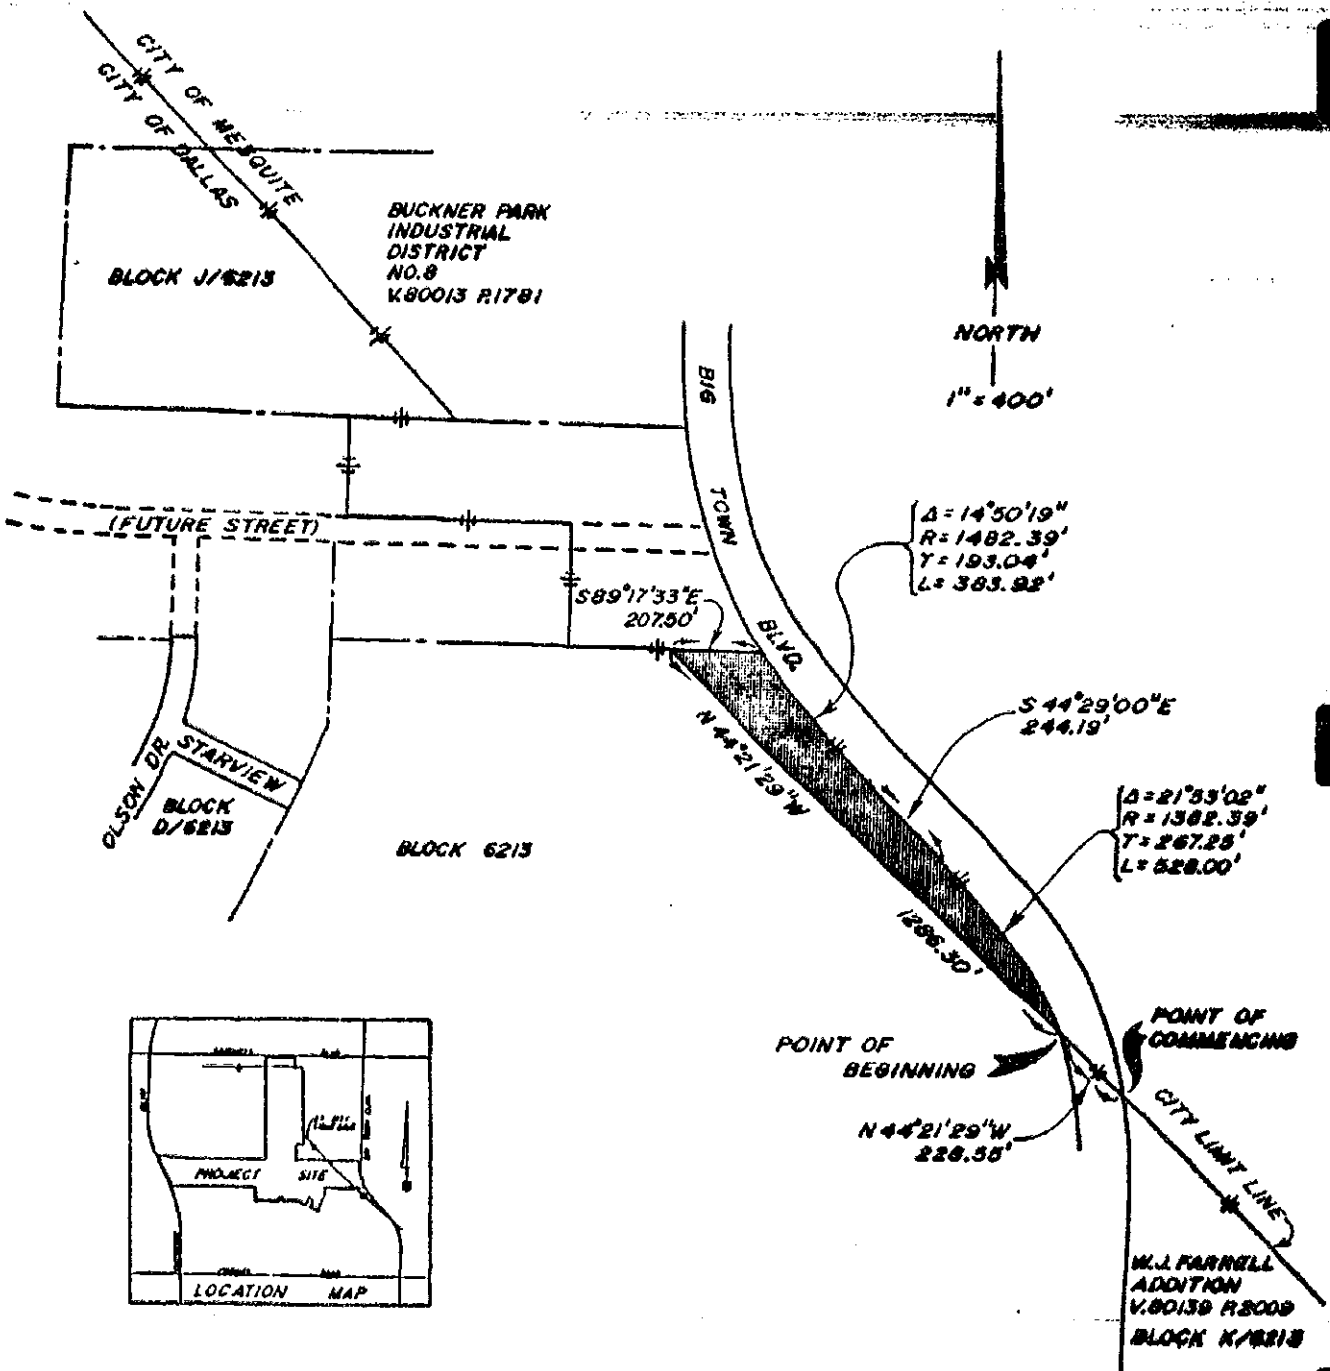 CITY OF MESQUITE
CITY OF DALLAS
BUCKNER PARK
INDUSTRIAL
DISTRICT
NO.8
V.80013 P.1781
BLOCK J/6213
NORTH
1" = 400'
BIG
TOWN
BLVD.
(FUTURE STREET)
Δ = 14°50'19"
R = 1482.39'
T = 193.04'
L = 383.92'
S 89°17'33"E
207.50'
S 44°29'00"E
244.19'
N 44°21'29"W
1286.30'
Δ = 21°53'02"
R = 1382.39'
T = 267.25'
L = 528.00'
OLSON DR.
STARVIEW
BLOCK
D/6213
BLOCK 6213
POINT OF
BEGINNING
POINT OF
COMMENCING
N 44°21'29"W
228.55'
CITY LIMIT LINE
PROJECT SITE
LOCATION MAP
W.J. FARRELL
ADDITION
V.80139 P.2009
BLOCK K/6213